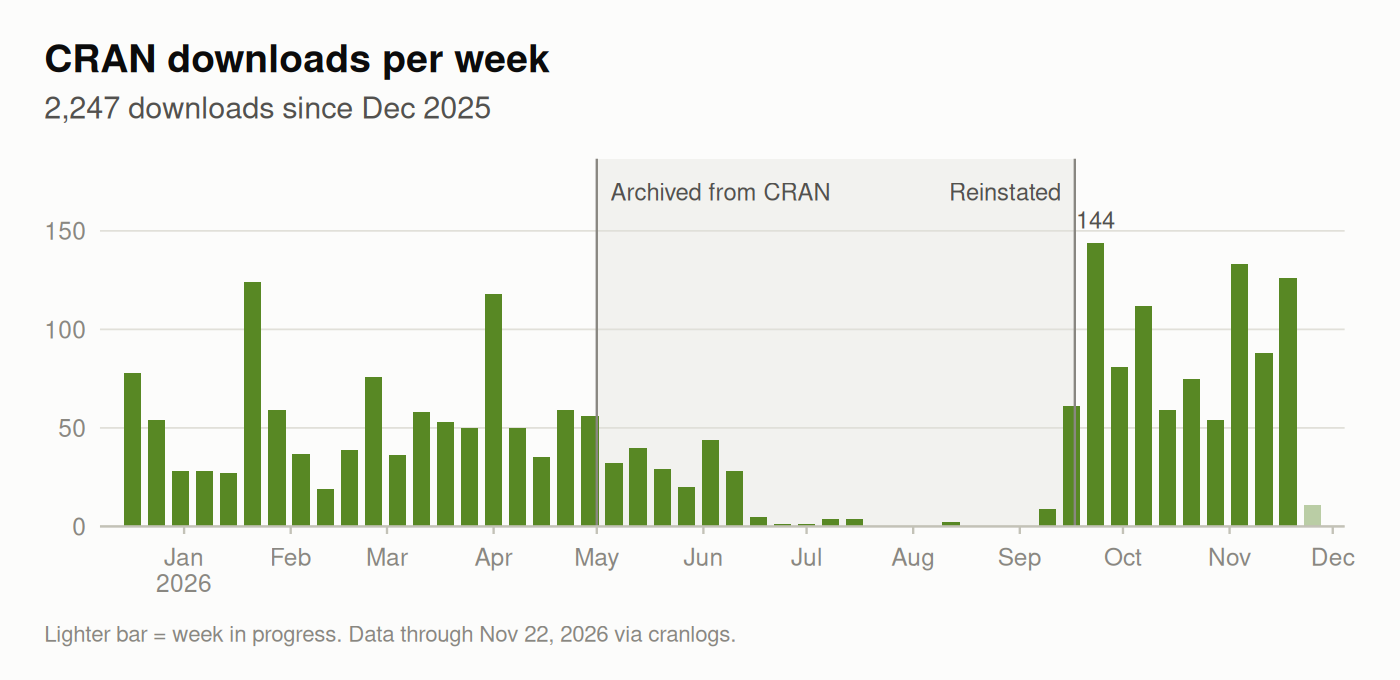 CRAN downloads per week
2,247 downloads since Dec 2025
Archived from CRAN
Reinstated
144
150
100
50
0
Jan Feb Mar Apr May Jun Jul Aug Sep Oct Nov Dec
2026
Lighter bar = week in progress. Data through Nov 22, 2026 via cranlogs.